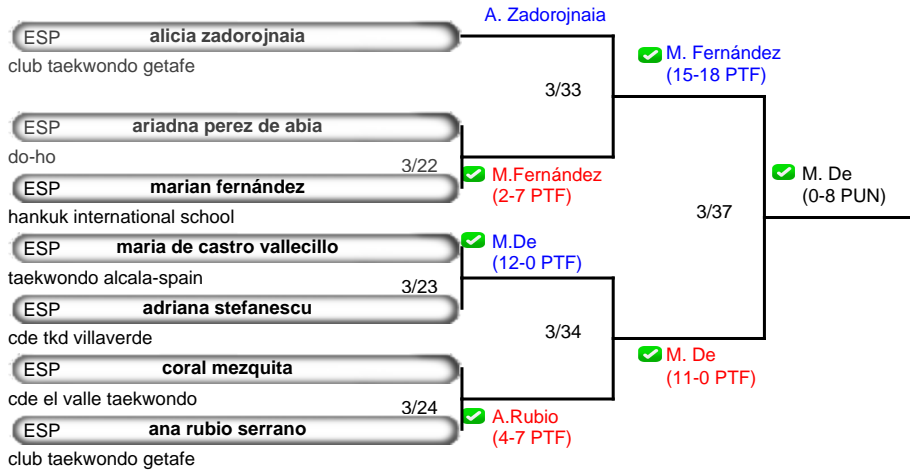 A. Zadorojnaia
ESP alicia zadorojnaia
club taekwondo getafe
M. Fernández
(15-18 PTF)
3/33
ESP ariadna perez de abia
do-ho
3/22
M.Fernández
(2-7 PTF)
ESP marian fernández
hankuk international school
M. De
(0-8 PUN)
3/37
ESP maria de castro vallecillo
taekwondo alcala-spain
M.De
(12-0 PTF)
3/23
ESP adriana stefanescu
cde tkd villaverde
3/34
M. De
(11-0 PTF)
ESP coral mezquita
cde el valle taekwondo
3/24
A.Rubio
(4-7 PTF)
ESP ana rubio serrano
club taekwondo getafe